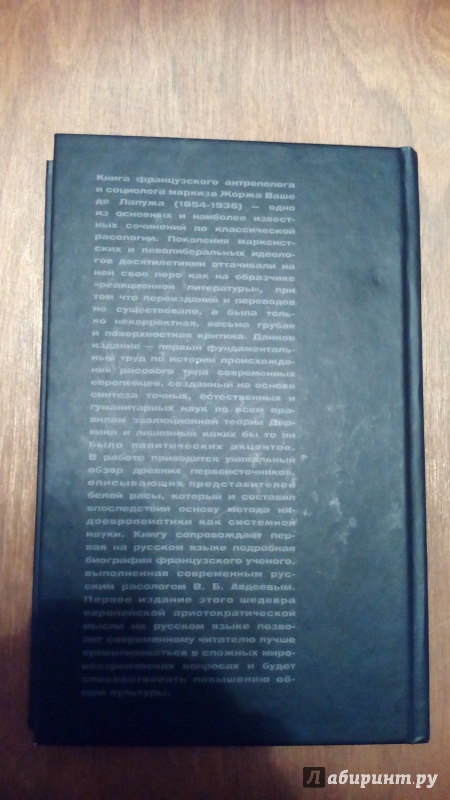 Книга французского антрополога
и социолога маркиза Жоржа Ваше
де Лапужа (1854-1936) — одно
из основных и наиболее извест-
ных сочинений по классической
расологии. Поколения марксист-
ских и леволиберальных идеоло-
гов десятилетиями оттачивали на
ней свое перо как на образчике
«реакционной литературы», при
том что переизданий и переводов
не существовало, а была толь-
ко некорректная, весьма грубая
и поверхностная критика. Данное
издание — первый фундаменталь-
ный труд по истории происхожде-
ния расового типа современных
европейцев, созданный на основе
синтеза точных, естественных и
гуманитарных наук по всем пра-
вилам эволюционной теории Дар-
вина и лишенный каких бы то ни
было политических акцентов.
В работе приходится уникальный
обзор древних первоисточников,
описывающих представителей
белой расы, который и составил
впоследствии основу метода ин-
доевропеистики как системной
науки. Книгу сопровождает пер-
вая на русском языке подробная
биография французского ученого,
выполненная современным рус-
ским расологом В. Б. Авдеевым.
Первое издание этого шедевра
европейской аристократической
мысли на русском языке позво-
лит современному читателю лучше
ориентироваться в сложных миро-
воззренческих вопросах и будет
способствовать повышению об-
щей культуры.
Лабиринт.ру